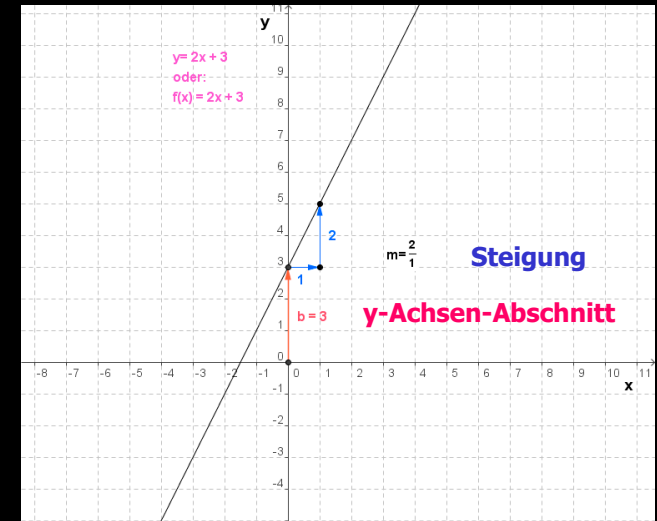 y
11
10
y= 2x + 3
9
oder:
f(x) = 2x + 3
8
7
6
5
4
2
m=2/1
Steigung
3
1
2
b = 3
y-Achsen-Abschnitt
1
0
-8 -7 -6 -5 -4 -3 -2 -1 0 1 2 3 4 5 6 7 8 9 10 11
x
-1
-2
-3
-4